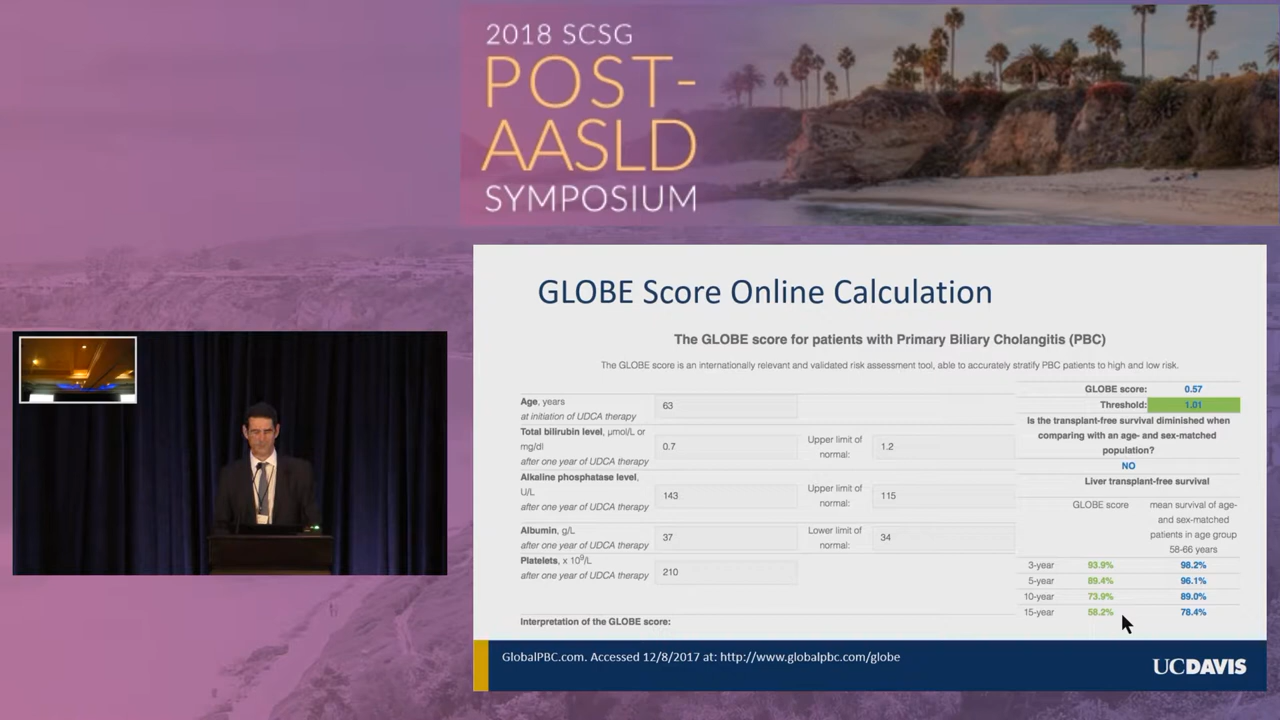 2018 SCSG
POST-
AASLD
SYMPOSIUM
GLOBE Score Online Calculation
The GLOBE score for patients with Primary Biliary Cholangitis (PBC)
The GLOBE score is an internationally relevant and validated risk assessment tool, able to accurately stratify PBC patients to high and low risk.
Age, years
at initiation of UDCA therapy
63
Total bilirubin level, µmol/L or
mg/dl
after one year of UDCA therapy
0.7
Upper limit of
normal:
1.2
Alkaline phosphatase level,
U/L
after one year of UDCA therapy
143
Upper limit of
normal:
115
Albumin, g/L
after one year of UDCA therapy
37
Lower limit of
normal:
34
Platelets, x 10⁹/L
after one year of UDCA therapy
210
Interpretation of the GLOBE score:
GLOBE score: 0.57
Threshold: 1.01
Is the transplant-free survival diminished when
comparing with an age- and sex-matched
population?
NO
Liver transplant-free survival
GLOBE score
mean survival of age-
and sex-matched
patients in age group
58-66 years
3-year 93.9% 98.2%
5-year 89.4% 96.1%
10-year 73.9% 89.0%
15-year 58.2% 78.4%
GlobalPBC.com. Accessed 12/8/2017 at: http://www.globalpbc.com/globe
UCDAVIS